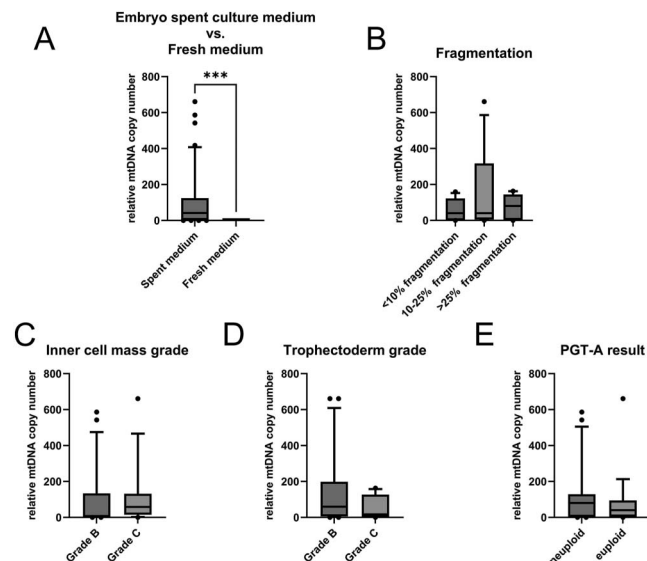 A
Embryo spent culture medium
vs.
Fresh medium
relative mtDNA copy number
800
600
400
200
0
***
Spent medium
Fresh medium
B
Fragmentation
relative mtDNA copy number
800
600
400
200
0
<10% fragmentation
10-25% fragmentation
>25% fragmentation
C
Inner cell mass grade
relative mtDNA copy number
800
600
400
200
0
Grade B
Grade C
D
Trophectoderm grade
relative mtDNA copy number
800
600
400
200
0
Grade B
Grade C
E
PGT-A result
relative mtDNA copy number
800
600
400
200
0
euploid